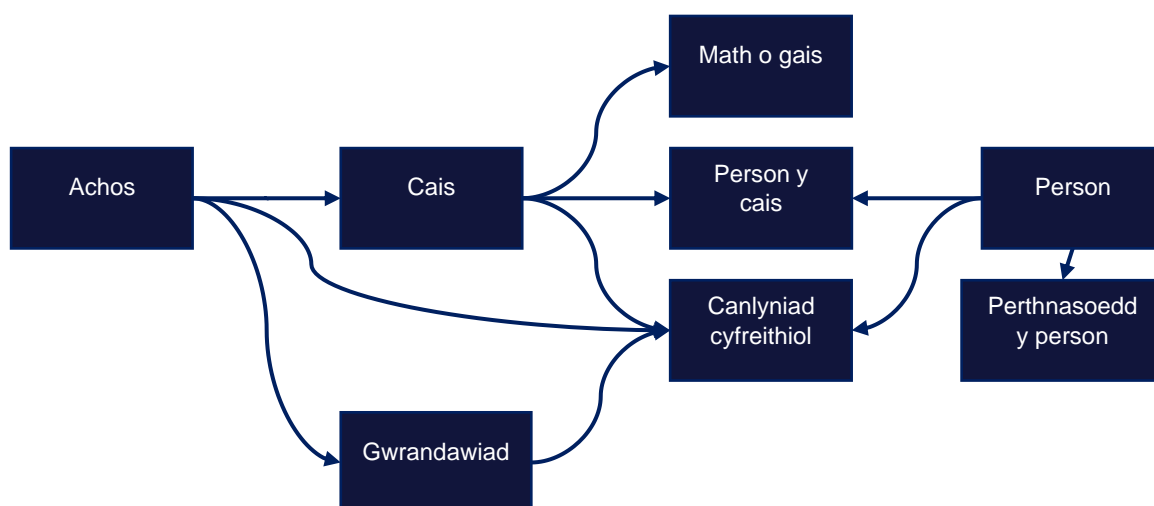 Math o gais
Achos
Cais
Person y
cais
Person
Canlyniad
cyfreithiol
Perthnasoedd
y person
Gwrandawiad